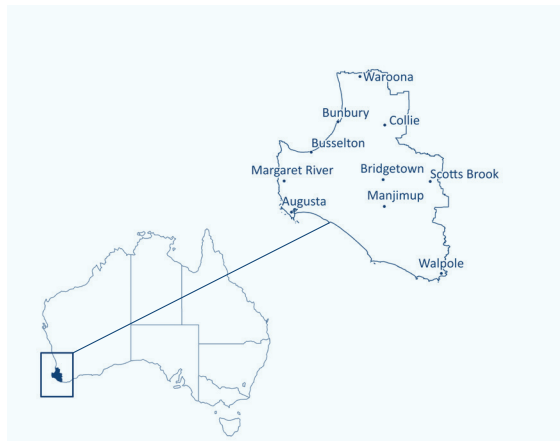 Waroona
Bunbury
Collie
Busselton
Margaret River
Bridgetown
Scotts Brook
Augusta
Manjimup
Walpole